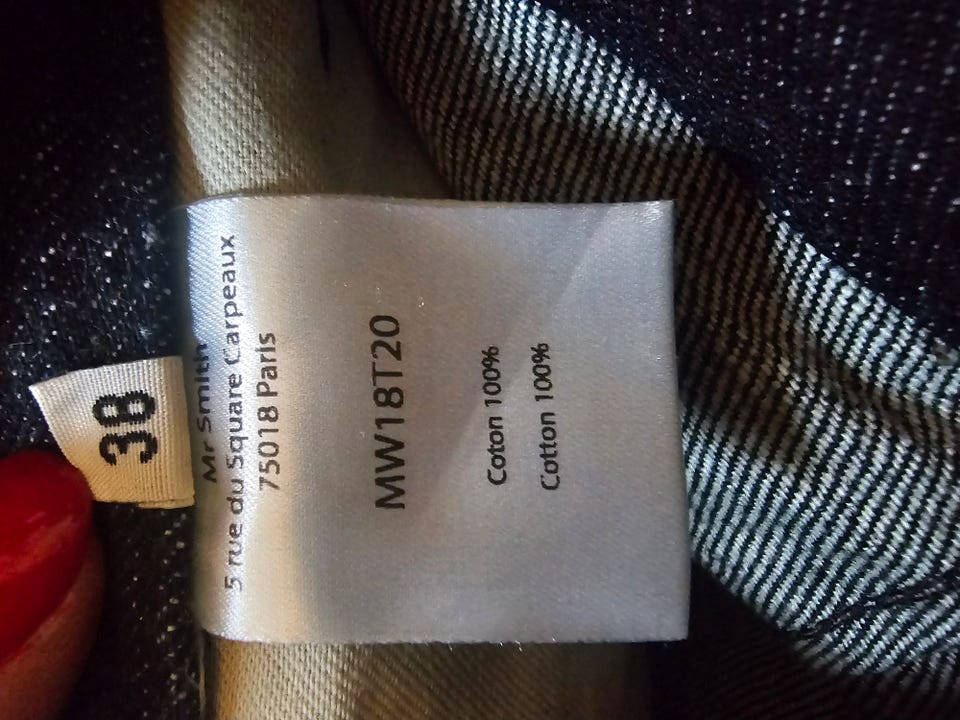 38
Mr Smith
5 rue du Square Carpeaux
75018 Paris
MW18T20
Coton 100%
Cotton 100%